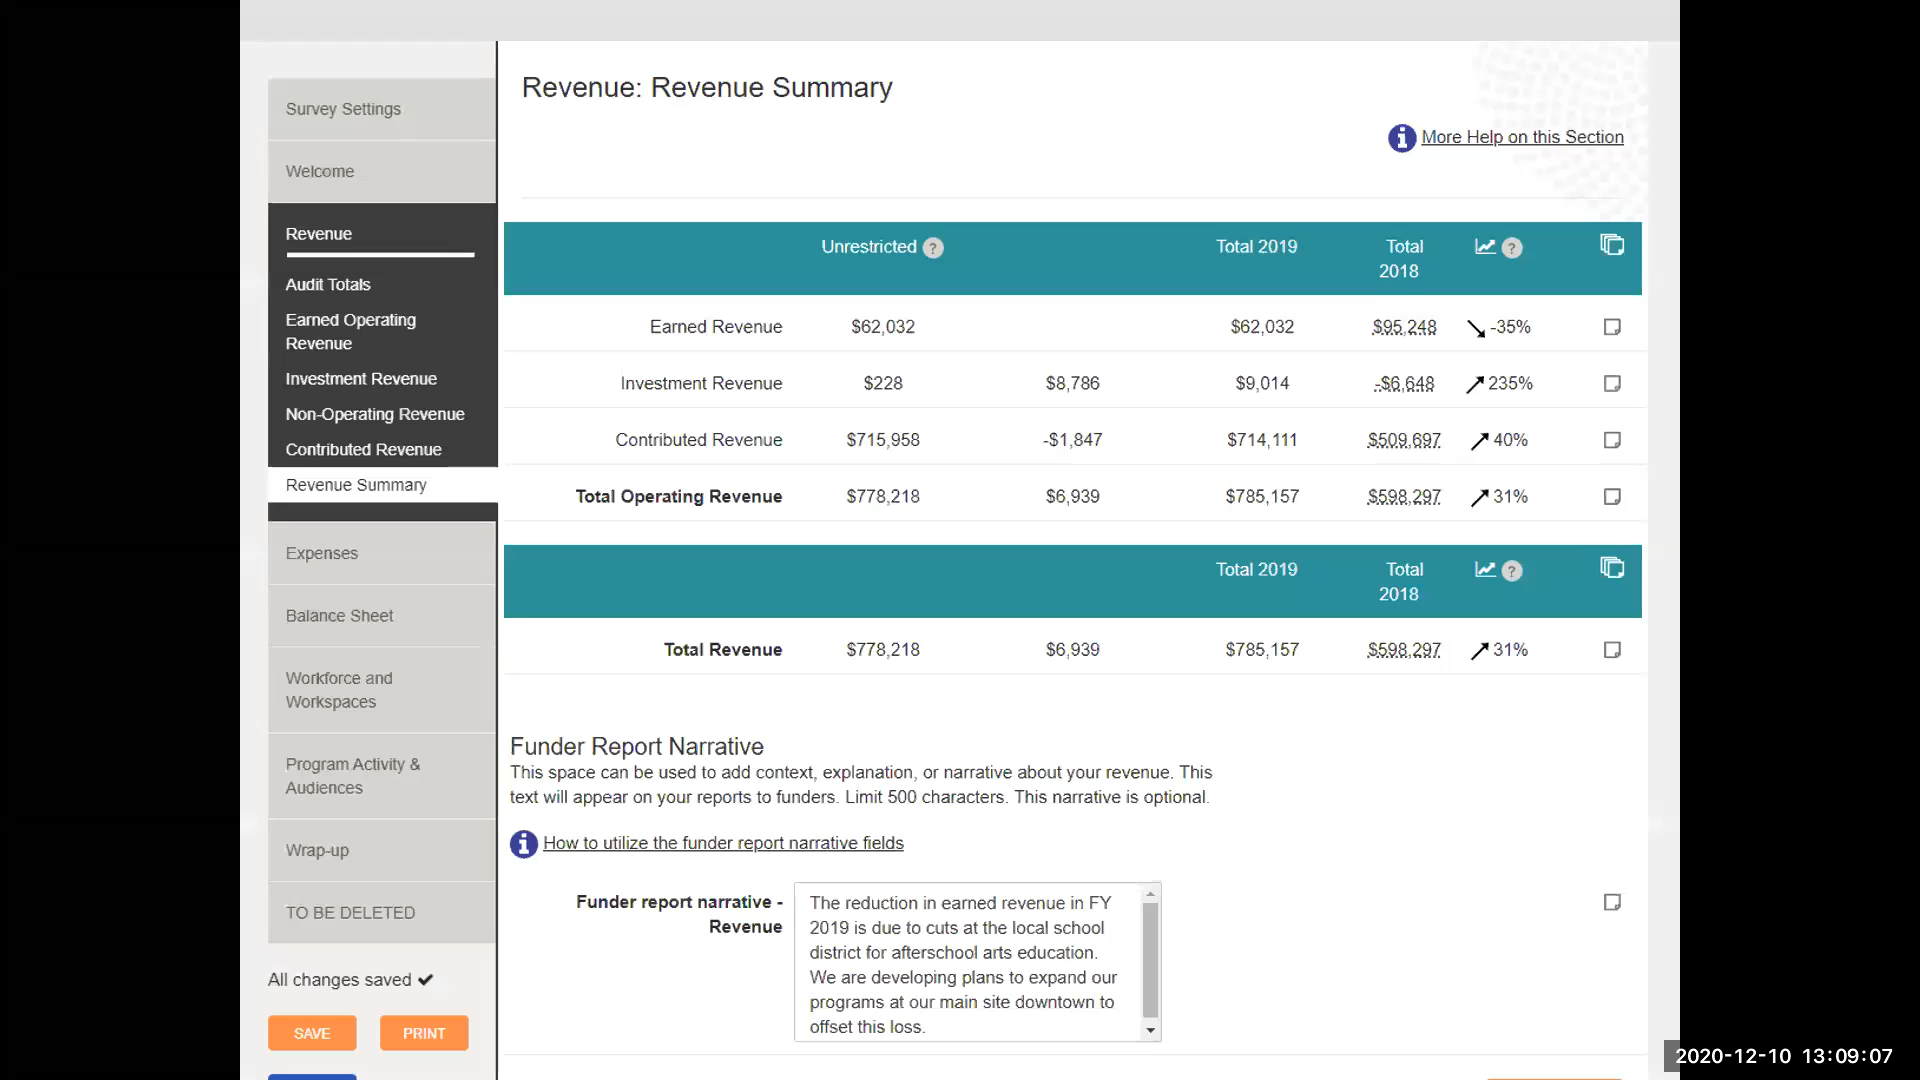 Revenue: Revenue Summary
More Help on this Section
Survey Settings
Welcome
Revenue
Audit Totals
Earned Operating
Revenue
Investment Revenue
Non-Operating Revenue
Contributed Revenue
Revenue Summary
Expenses
Balance Sheet
Workforce and
Workspaces
Program Activity &
Audiences
Wrap-up
TO BE DELETED
All changes saved
SAVE PRINT
Unrestricted ? Total 2019 Total ?
2018
Earned Revenue $62,032 $62,032 $95,248 -35%
Investment Revenue $228 $8,786 $9,014 -$6,648 235%
Contributed Revenue $715,958 -$1,847 $714,111 $509,697 40%
Total Operating Revenue $778,218 $6,939 $785,157 $598,297 31%
Total 2019 Total ?
2018
Total Revenue $778,218 $6,939 $785,157 $598,297 31%
Funder Report Narrative
This space can be used to add context, explanation, or narrative about your revenue. This
text will appear on your reports to funders. Limit 500 characters. This narrative is optional.
How to utilize the funder report narrative fields
Funder report narrative -
Revenue
The reduction in earned revenue in FY
2019 is due to cuts at the local school
district for afterschool arts education.
We are developing plans to expand our
programs at our main site downtown to
offset this loss.
2020-12-10 13:09:07